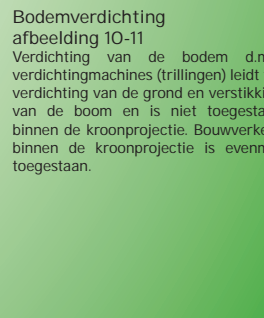 Bodemverdichting
afbeelding 10-11
Verdichting van de bodem d.m
verdichtingmachines (trillingen) leidt
verdichting van de grond en verstikki
van de boom en is niet toegesta
binnen de kroonprojectie. Bouwverke
binnen de kroonprojectie is evenm
toegestaan.